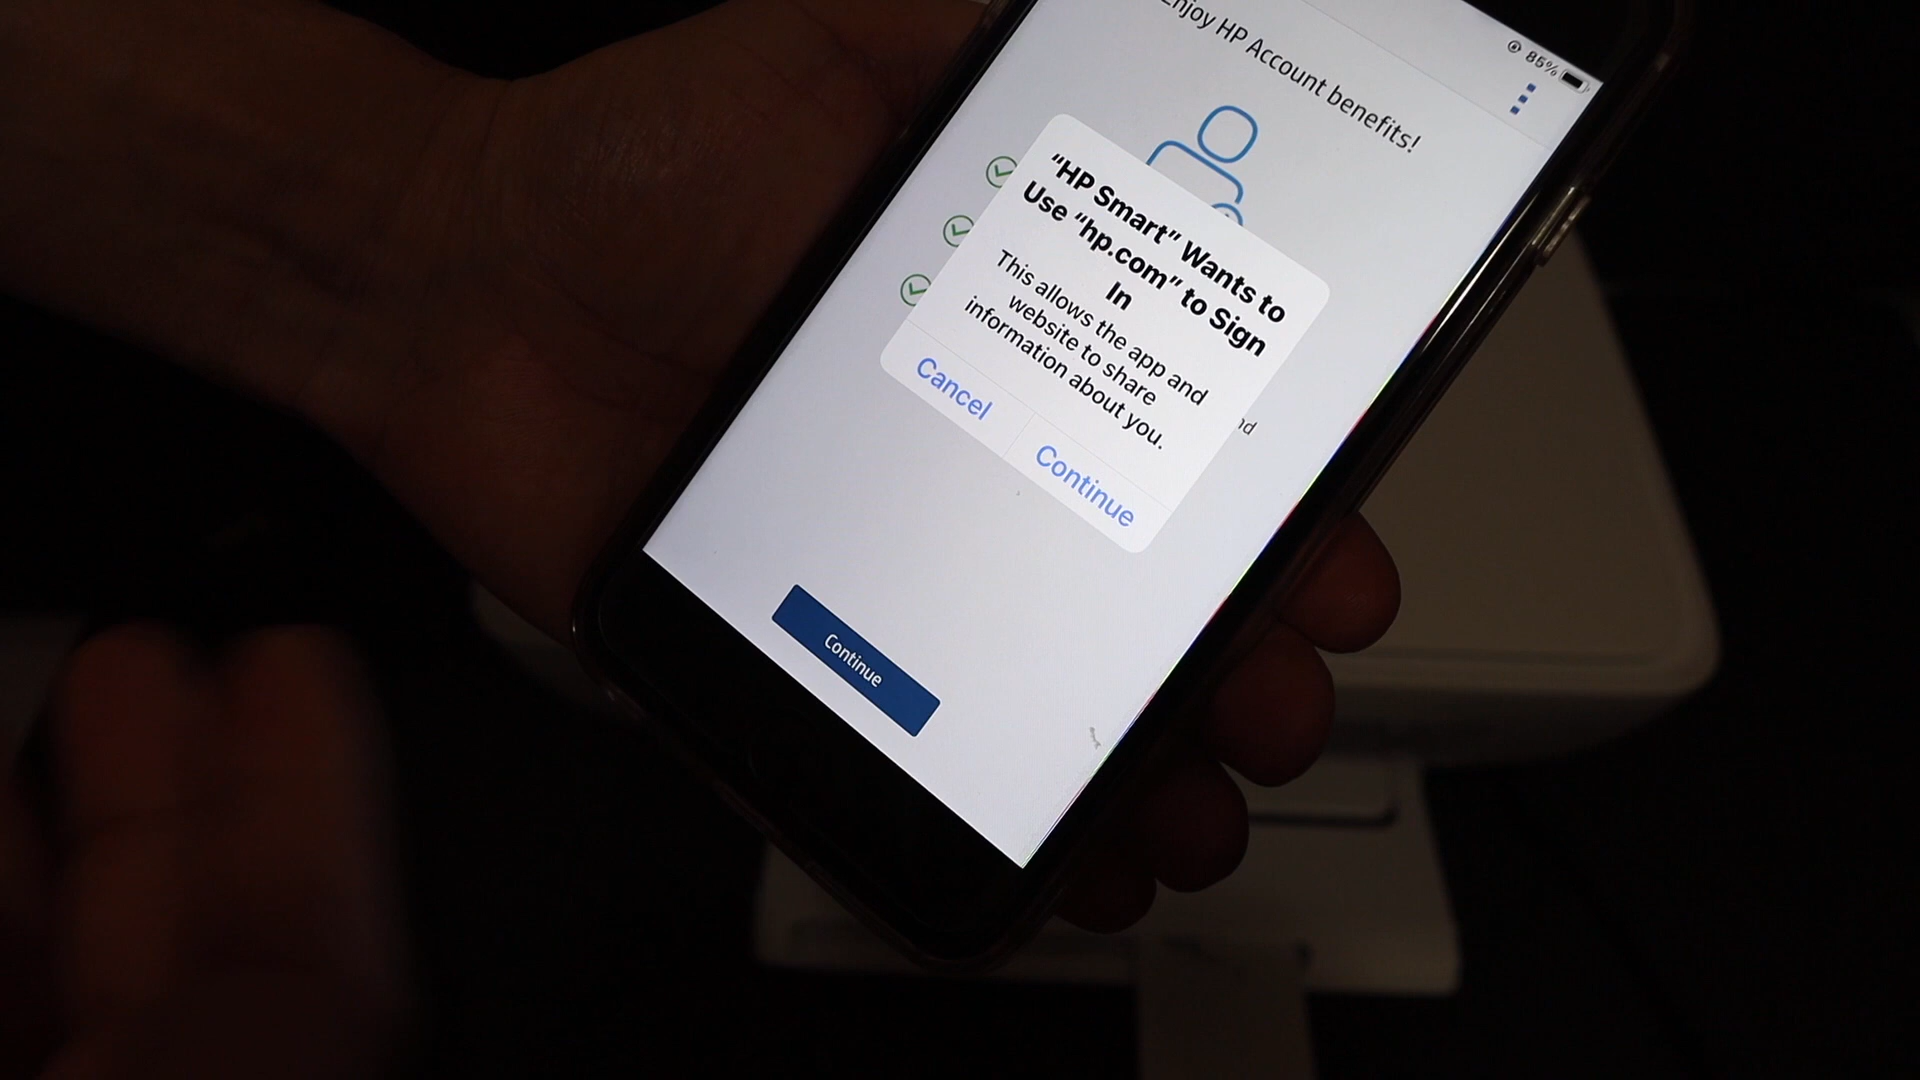 85%
Enjoy HP Account benefits!
“HP Smart” Wants to
Use “hp.com” to Sign
In
This allows the app and
website to share
information about you.
Cancel
Continue
Continue